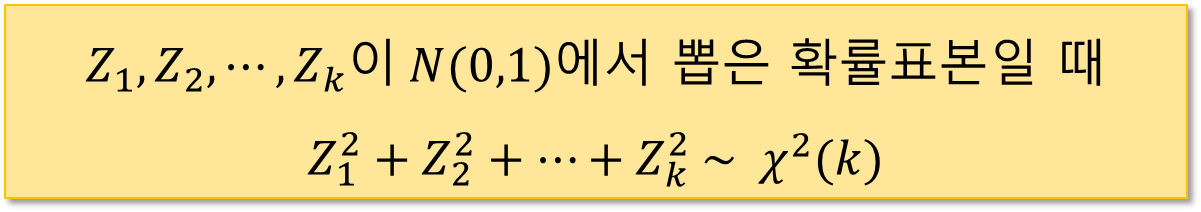 Z₁, Z₂, ⋯ , Zₖ이 N(0,1)에서 뽑은 확률표본일 때
Z₁² + Z₂² + ⋯ + Zₖ² ~ χ²(k)